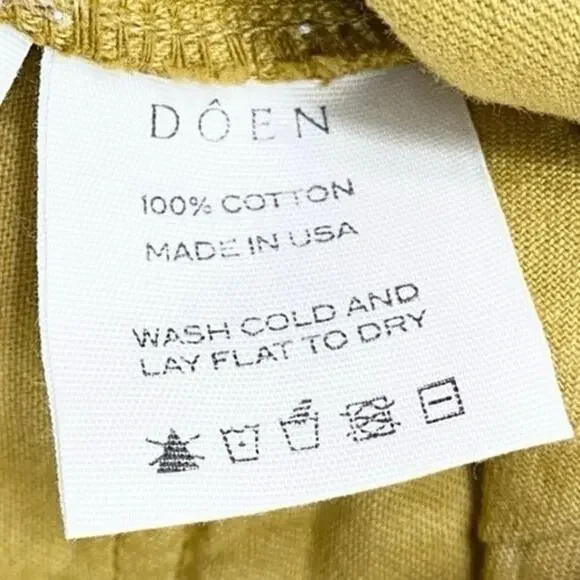 DÔEN
100% COTTON
MADE IN USA
WASH COLD AND
LAY FLAT TO DRY